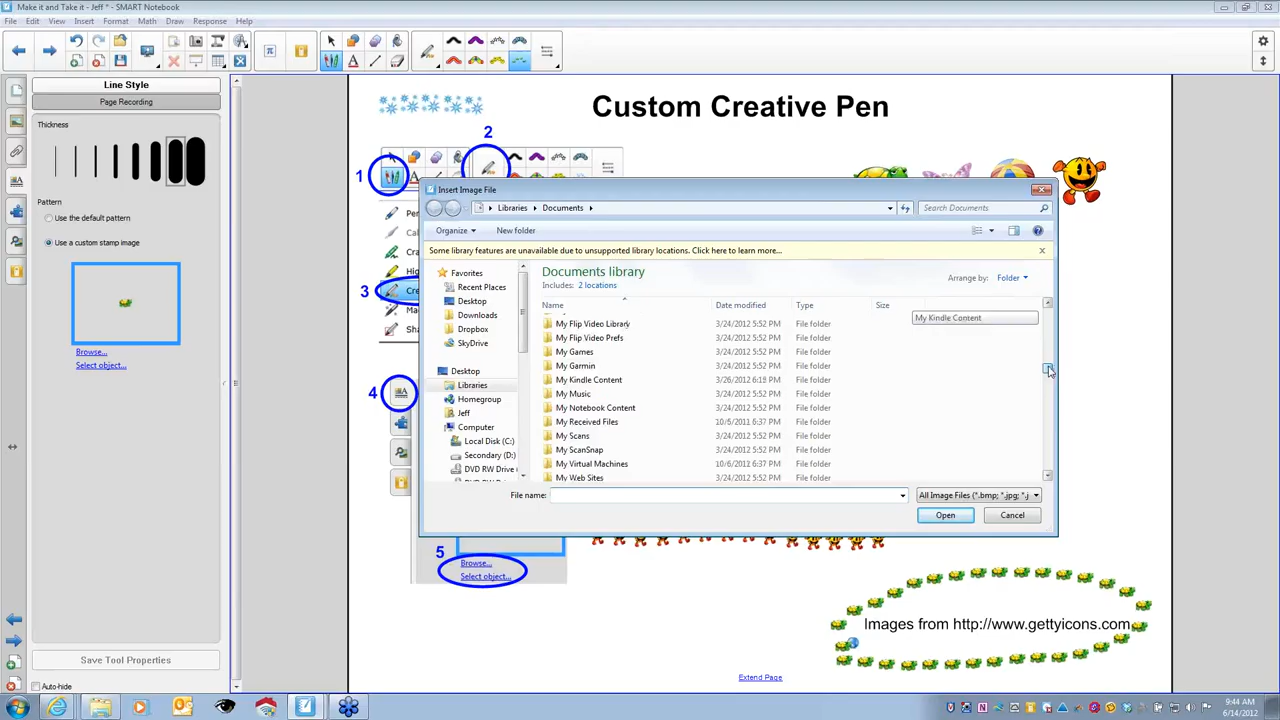 Make it and Take it - Jeff * - SMART Notebook
File Edit View Insert Format Math Draw Response Help
Line Style
Page Recording
Thickness
Pattern
Use the default pattern
Use a custom stamp image
Browse...
Select object...
Save Tool Properties
Auto-hide
Custom Creative Pen
2
1
3
4
5
Insert Image File
Libraries Documents
Search Documents
Organize
New folder
Some library features are unavailable due to unsupported library locations. Click here to learn more...
Favorites
Recent Places
Desktop
Downloads
Dropbox
SkyDrive
Desktop
Libraries
Homegroup
Jeff
Computer
Local Disk (C:)
Secondary (D:)
DVD RW Drive
DVD RW Drive
Documents library
Includes: 2 locations
Arrange by: Folder
Name Date modified Type Size
My Kindle Content
My Flip Video Library 3/24/2012 5:52 PM File folder
My Flip Video Prefs 3/24/2012 5:52 PM File folder
My Games 3/24/2012 5:52 PM File folder
My Garmin 3/24/2012 5:52 PM File folder
My Kindle Content 3/26/2012 6:18 PM File folder
My Music 3/24/2012 5:52 PM File folder
My Notebook Content 3/24/2012 5:52 PM File folder
My Received Files 10/6/2011 6:37 PM File folder
My Scans 3/24/2012 5:52 PM File folder
My ScanSnap 3/24/2012 5:52 PM File folder
My Virtual Machines 10/6/2011 6:37 PM File folder
My Web Sites 3/24/2012 5:52 PM File folder
File name:
All Image Files (*.bmp; *.jpg; *.j
Open
Cancel
Browse...
Select object...
Images from http://www.gettyicons.com
Extend Page
9:44 AM
6/14/2012